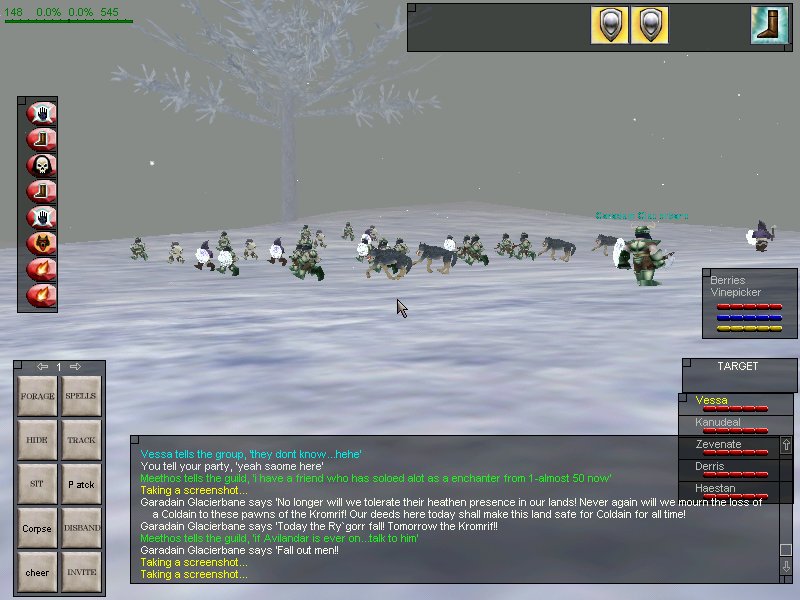 148 0.0% 0.0% 545
Garadain Glacierbane
Berries
Vinepicker
1
FORAGE SPELLS
HIDE TRACK
SIT P atck
Corpse DISBAND
cheer INVITE
TARGET
Vessa
Kanudeal
Zevenate
Derris
Haestan
Vessa tells the group, 'they dont know...hehe'
You tell your party, 'yeah saome here'
Meethos tells the guild, 'i have a friend who has soloed alot as a enchanter from 1-almost 50 now'
Taking a screenshot...
Garadain Glacierbane says 'No longer will we tolerate their heathen presence in our lands! Never again will we mourn the loss of
a Coldain to these pawns of the Kromrif! Our deeds here today shall make this land safe for Coldain for all time!
Garadain Glacierbane says 'Today the Ry`gorr fall! Tomorrow the Kromrif!!
Meethos tells the guild, 'if Avilandar is ever on...talk to him'
Garadain Glacierbane says 'Fall out men!!
Taking a screenshot...
Taking a screenshot...